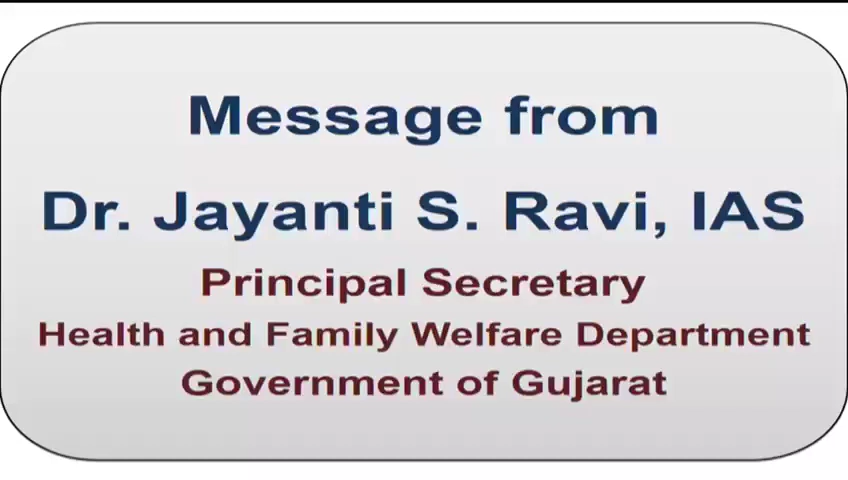 Message from
Dr. Jayanti S. Ravi, IAS
Principal Secretary
Health and Family Welfare Department
Government of Gujarat